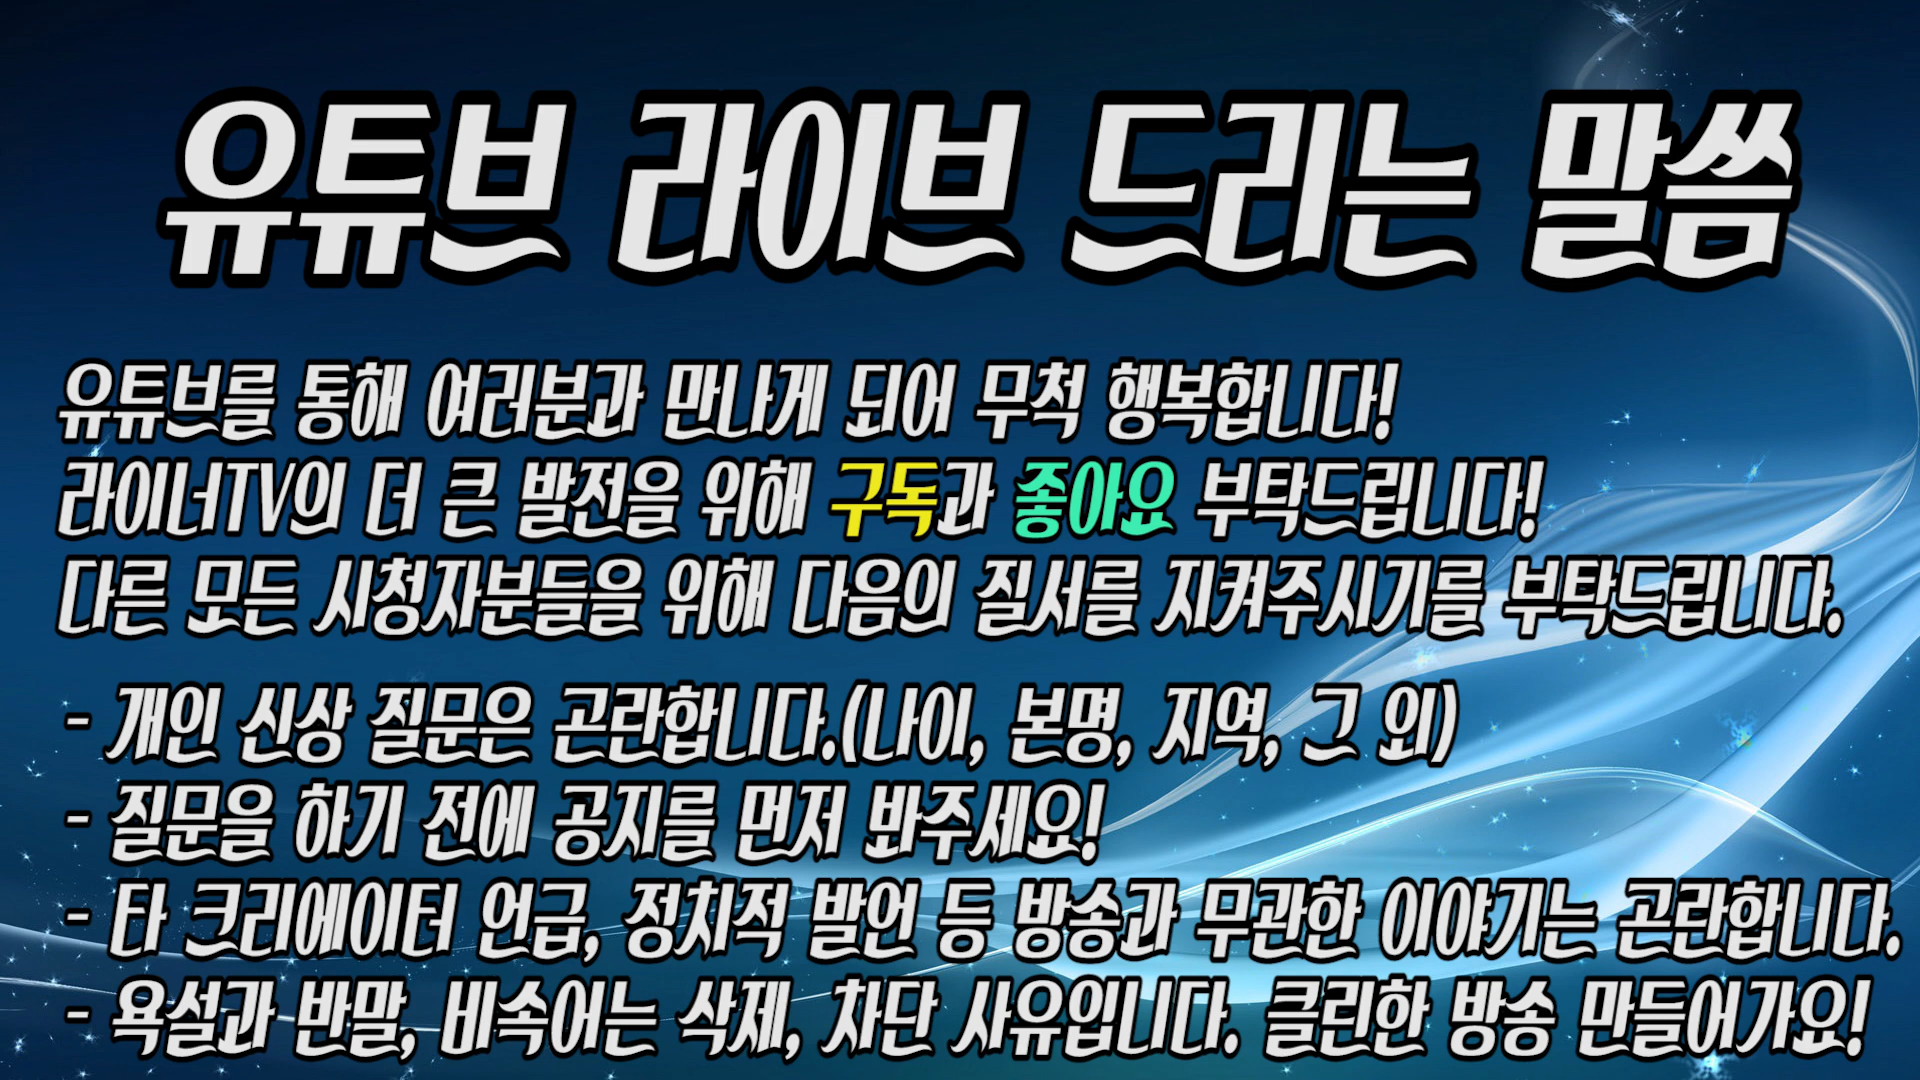 유튜브 라이브 드리는 말씀
유튜브를 통해 여러분과 만나게 되어 무척 행복합니다!
라이너TV의 더 큰 발전을 위해 구독과 좋아요 부탁드립니다!
다른 모든 시청자분들을 위해 다음의 질서를 지켜주시기를 부탁드립니다.
- 개인 신상 질문은 곤란합니다.(나이, 본명, 지역, 그 외)
- 질문을 하기 전에 공지를 먼저 봐주세요!
- 타 크리에이터 언급, 정치적 발언 등 방송과 무관한 이야기는 곤란합니다.
- 욕설과 반말, 비속어는 삭제, 차단 사유입니다. 클린한 방송 만들어가요!